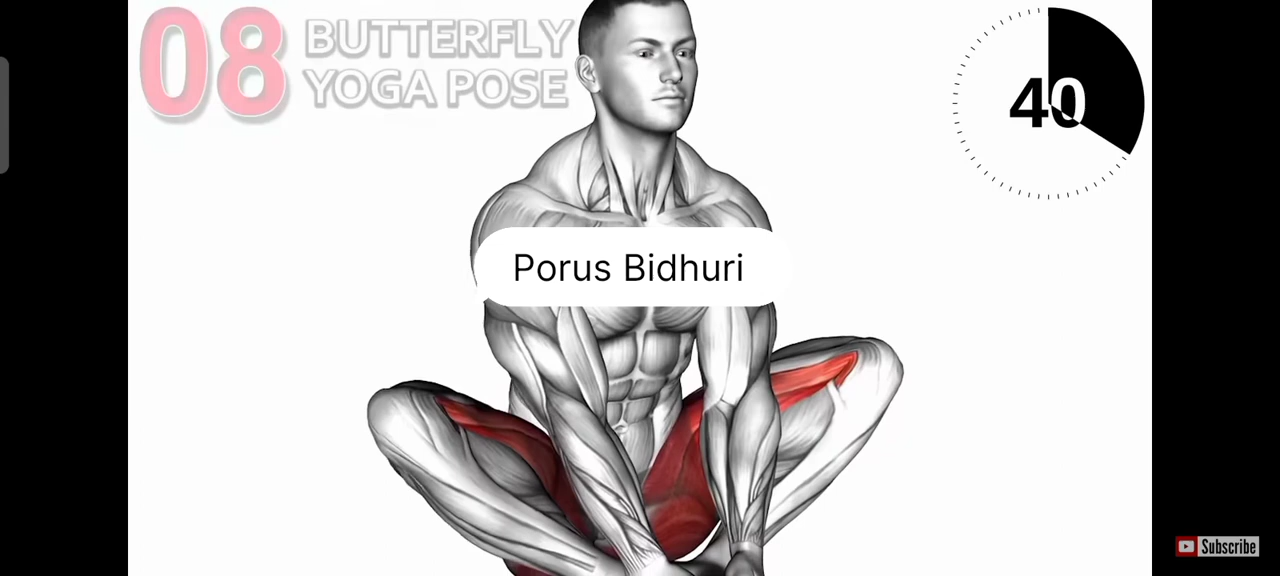 08 BUTTERFLY
YOGA POSE
40
Porus Bidhuri
Subscribe